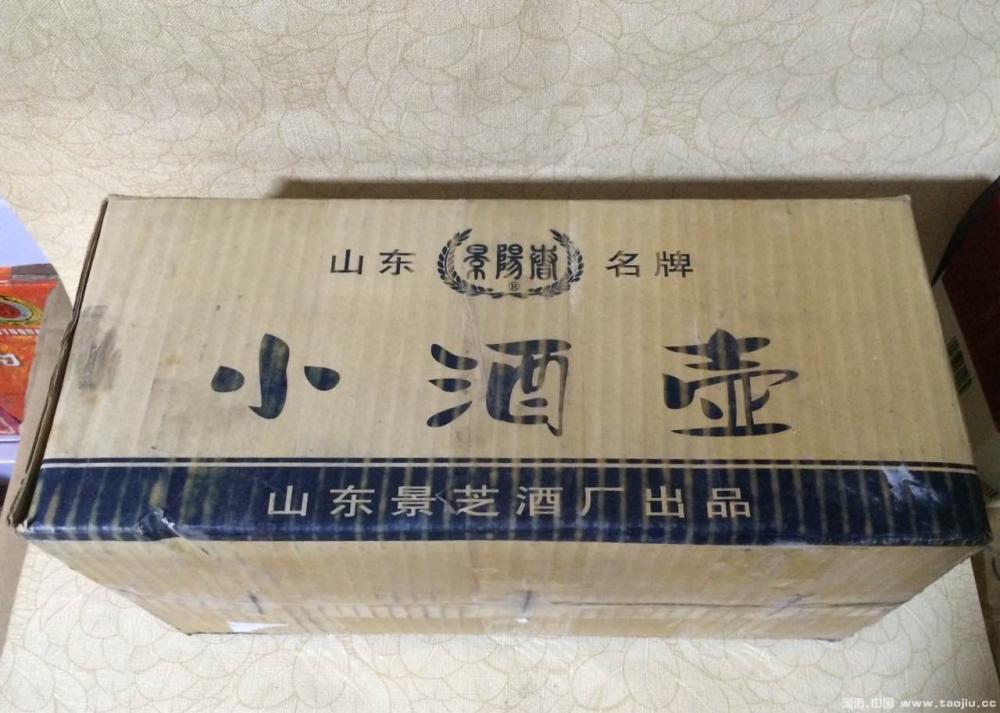 山东 景陽春® 名牌
小酒壶
山东景芝酒厂出品
淘酒.中国 www.taojiu.cc